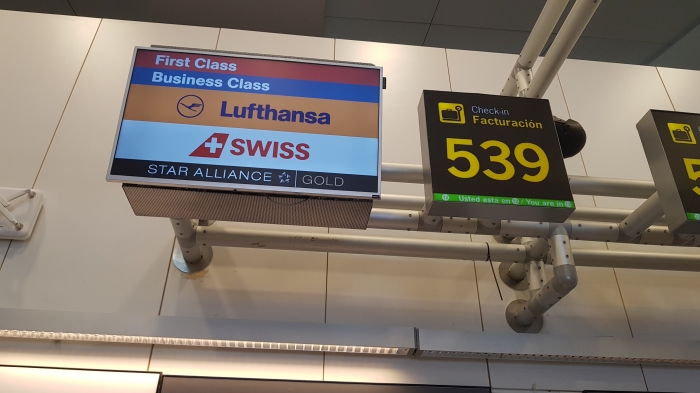 First Class
Business Class
Lufthansa
SWISS
STAR ALLIANCE GOLD
Check-in
Facturación
539
Usted está en / You are in
5